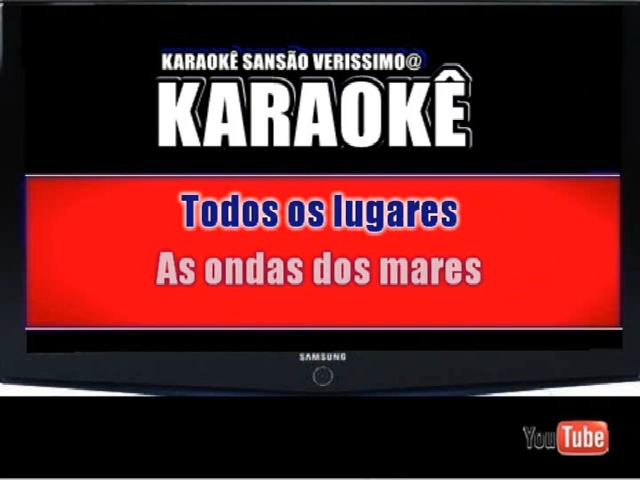 KARAOKÊ SANSÃO VERISSIMO@
KARAOKÊ
Todos os lugares
As ondas dos mares
SAMSUNG
YouTube